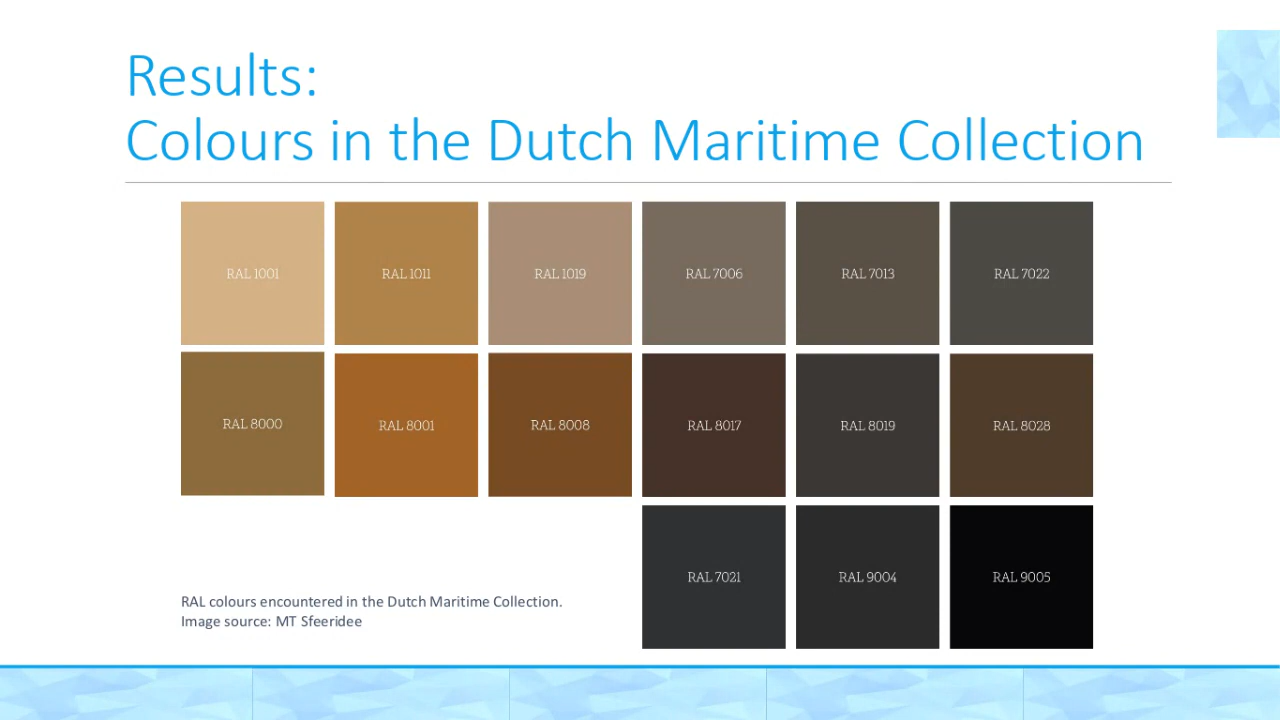 Results:
Colours in the Dutch Maritime Collection
RAL 1001
RAL 1011
RAL 1019
RAL 7006
RAL 7013
RAL 7022
RAL 8000
RAL 8001
RAL 8008
RAL 8017
RAL 8019
RAL 8028
RAL 7021
RAL 9004
RAL 9005
RAL colours encountered in the Dutch Maritime Collection.
Image source: MT Sfeeridee